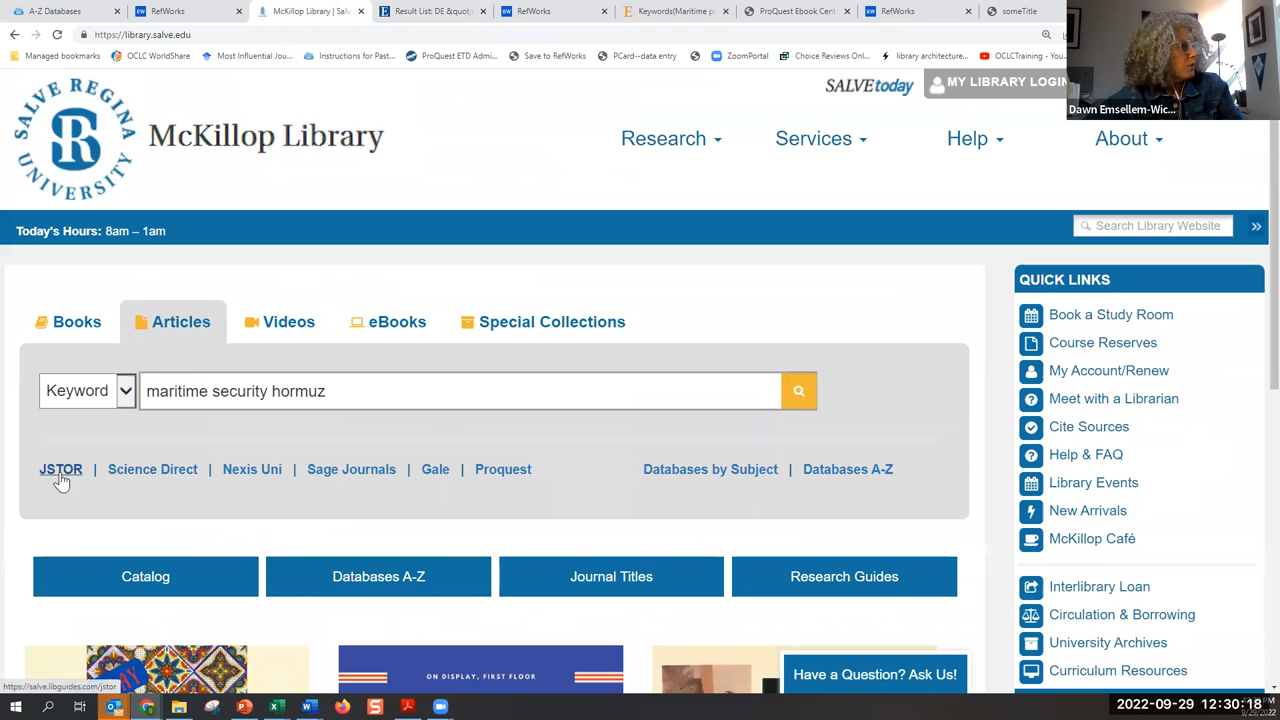 A-Z Databases
RefWorks
McKillop Library | Salv
Result List: DE &quot;
RefWorks
Keywords(Maritime p
ProQuest Ebook Cent
RefWorks
someTitle
https://library.salve.edu
Managed bookmarks
OCLC WorldShare
Most Influential Jour...
Instructions for Past...
ProQuest ETD Admi...
Save to RefWorks
PCard--data entry
ZoomPortal
Choice Reviews Onl...
library architecture...
OCLCTraining - You...
Dawn Emsellem-Wic...
SALVE REGINA
UNIVERSITY
McKillop Library
SALVEtoday
MY LIBRARY LOGIN
Research
Services
Help
About
Today's Hours: 8am – 1am
Search Library Website
Books
Articles
Videos
eBooks
Special Collections
Keyword
maritime security hormuz
JSTOR | Science Direct | Nexis Uni | Sage Journals | Gale | Proquest
Databases by Subject | Databases A-Z
Catalog
Databases A-Z
Journal Titles
Research Guides
QUICK LINKS
Book a Study Room
Course Reserves
My Account/Renew
Meet with a Librarian
Cite Sources
Help & FAQ
Library Events
New Arrivals
McKillop Café
Interlibrary Loan
Circulation & Borrowing
University Archives
Curriculum Resources
ON DISPLAY, FIRST FLOOR
Have a Question? Ask Us!
https://salve.libguides.com/jstor
2022-09-29 12:30:18